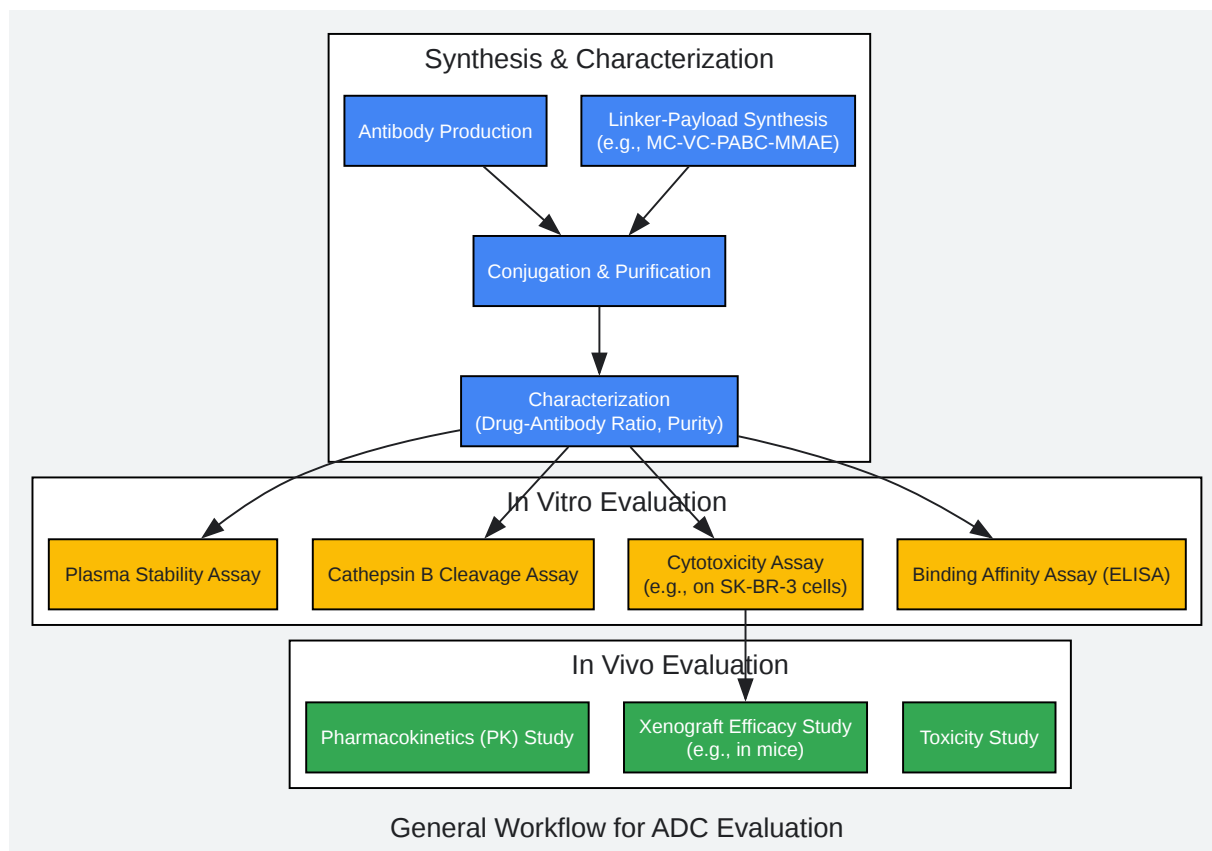 Synthesis & Characterization
Antibody Production
Linker-Payload Synthesis
(e.g., MC-VC-PABC-MMAE)
Conjugation & Purification
Characterization
(Drug-Antibody Ratio, Purity)
In Vitro Evaluation
Plasma Stability Assay
Cathepsin B Cleavage Assay
Cytotoxicity Assay
(e.g., on SK-BR-3 cells)
Binding Affinity Assay (ELISA)
In Vivo Evaluation
Pharmacokinetics (PK) Study
Xenograft Efficacy Study
(e.g., in mice)
Toxicity Study
General Workflow for ADC Evaluation